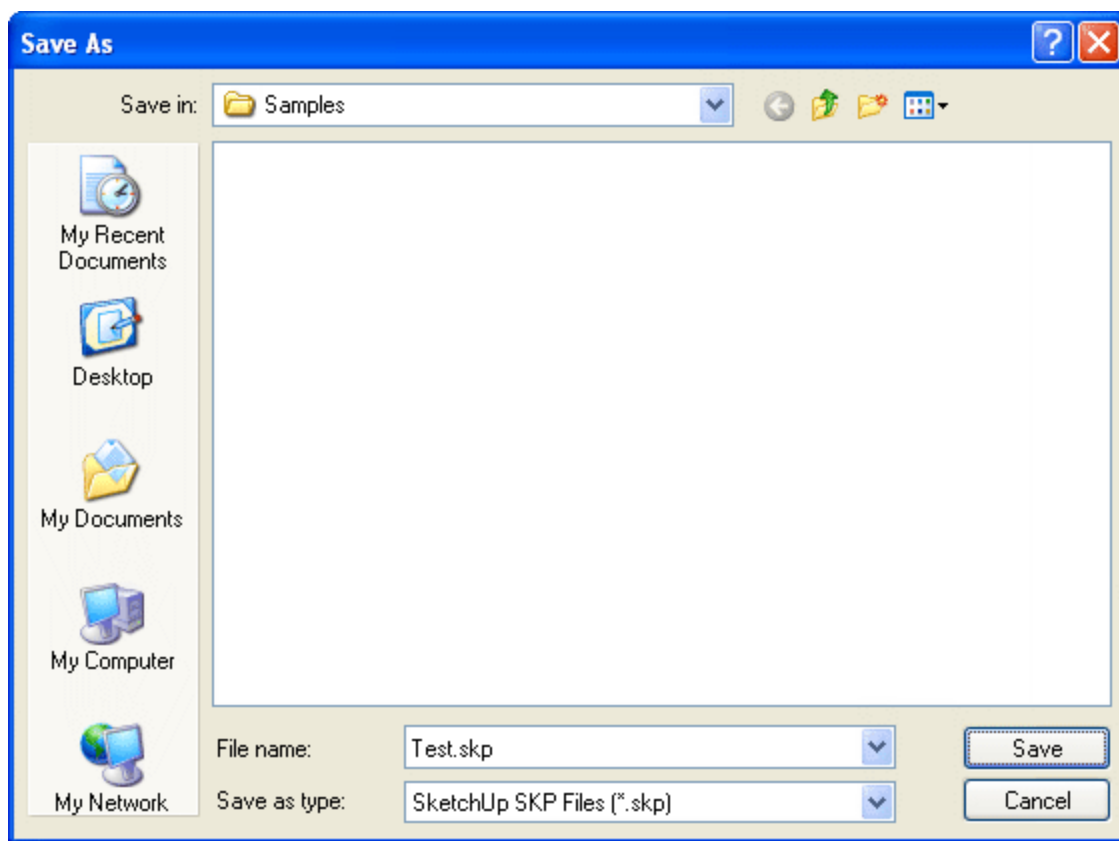 Save As
Save in: Samples
My Recent
Documents
Desktop
My Documents
My Computer
My Network
File name: Test.skp Save
Save as type: SketchUp SKP Files (*.skp) Cancel